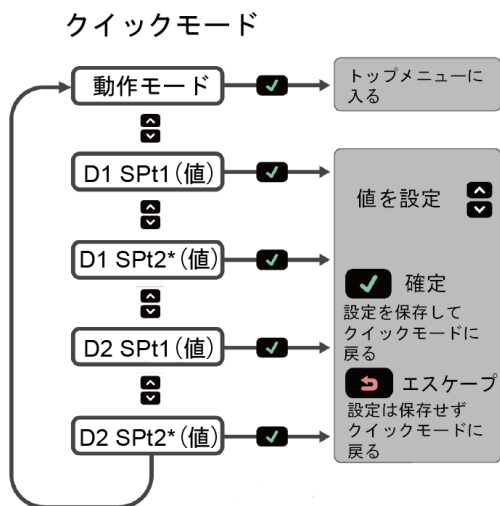 クイックモード
動作モード
トップメニューに
入る
D1 SPt1(値)
値を設定
D1 SPt2*(値)
確定
設定を保存して
クイックモードに
戻る
D2 SPt1(値)
エスケープ
設定は保存せず
クイックモードに
戻る
D2 SPt2*(値)